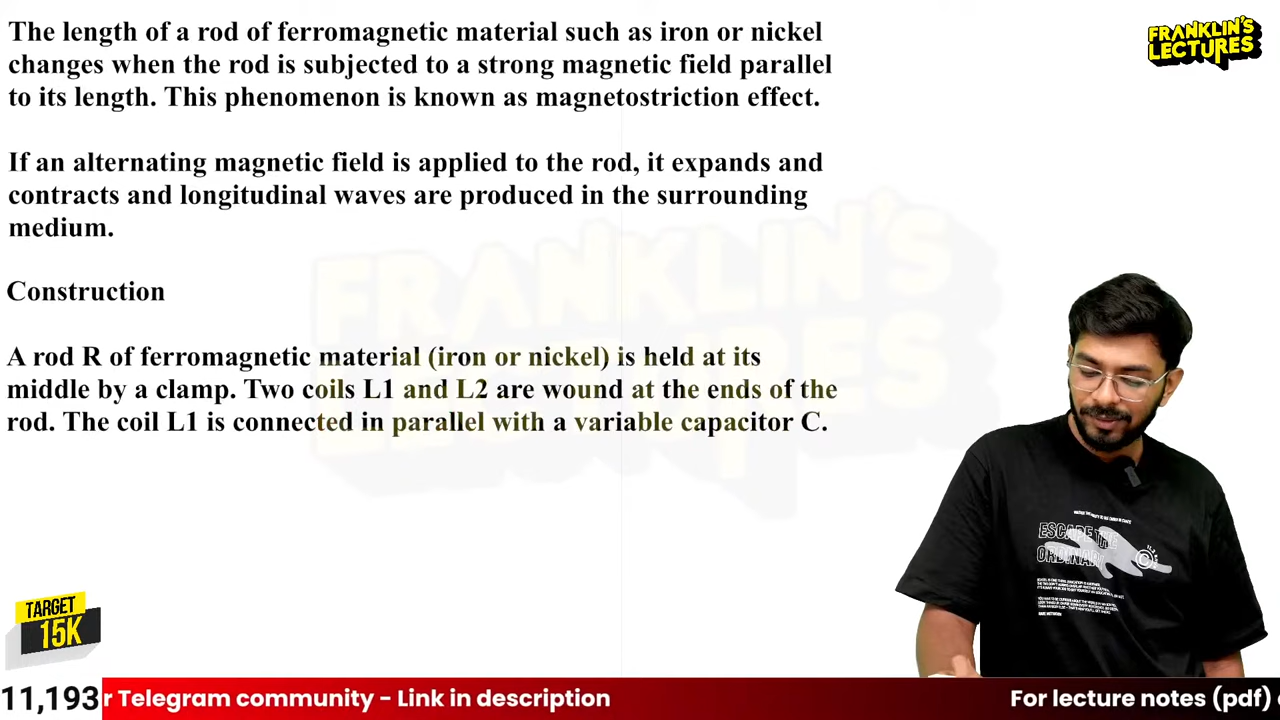 The length of a rod of ferromagnetic material such as iron or nickel
changes when the rod is subjected to a strong magnetic field parallel
to its length. This phenomenon is known as magnetostriction effect.
If an alternating magnetic field is applied to the rod, it expands and
contracts and longitudinal waves are produced in the surrounding
medium.
Construction
A rod R of ferromagnetic material (iron or nickel) is held at its
middle by a clamp. Two coils L1 and L2 are wound at the ends of the
rod. The coil L1 is connected in parallel with a variable capacitor C.
FRANKLIN'S
LECTURES
FRANKLIN'S
LECTURES
ESCAPE THE
ORDINARY
TARGET
15K
11,193
r Telegram community - Link in description
For lecture notes (pdf)